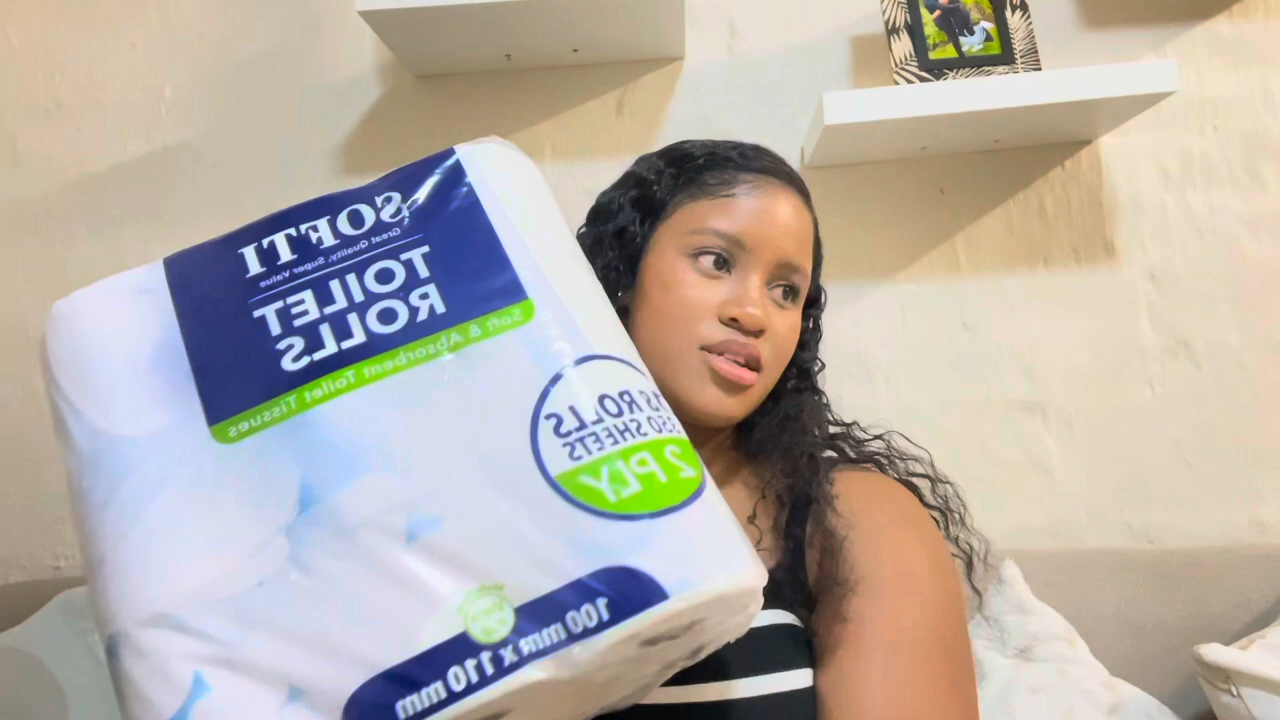 SOFTI
Great Quality, Super Value
TOILET
ROLLS
Soft & Absorbent Toilet Tissues
ROLLS
350 SHEETS
2 PLY
100 mm x 110 mm